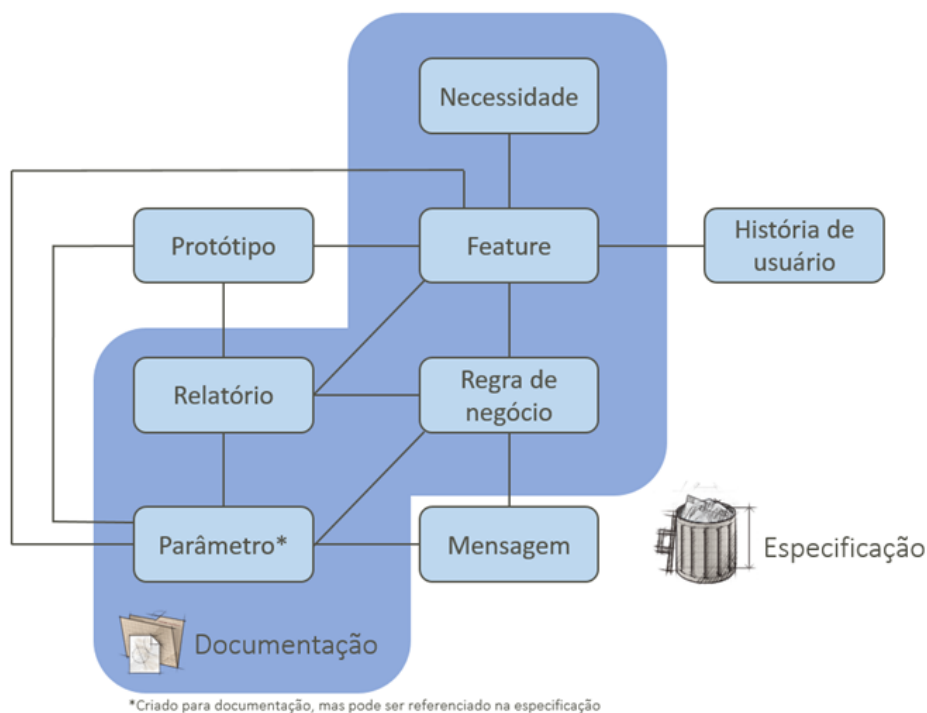 Necessidade
Protótipo
Feature
História de
usuário
Relatório
Regra de
negócio
Parâmetro*
Mensagem
Especificação
Documentação
*Criado para documentação, mas pode ser referenciado na especificação